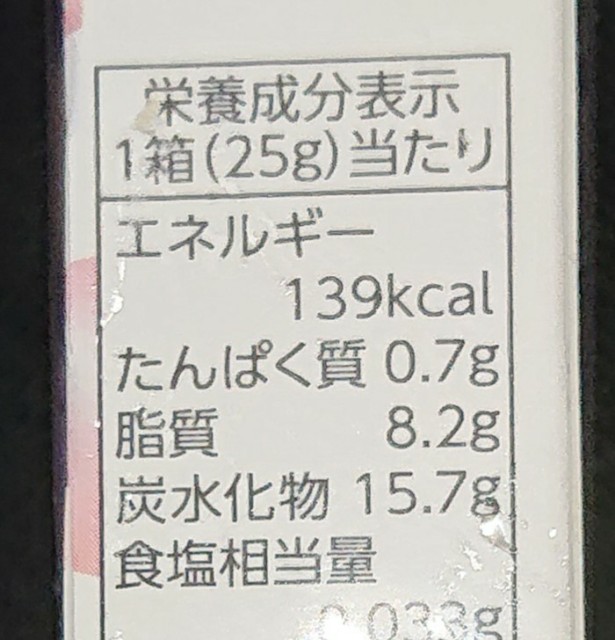 栄養成分表示
1箱(25g)当たり
エネルギー
139kcal
たんぱく質 0.7g
脂質 8.2g
炭水化物 15.7g
食塩相当量
0.033g